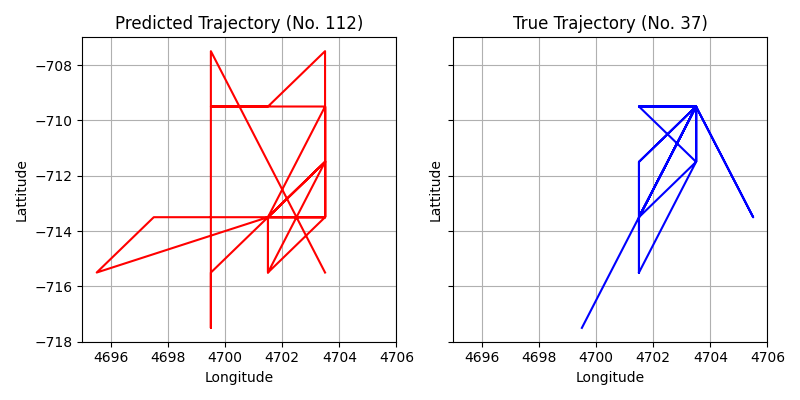 Predicted Trajectory (No. 112)
True Trajectory (No. 37)
Lattitude
−708
−710
−712
−714
−716
−718
4696 4698 4700 4702 4704 4706
Longitude
Lattitude
4696 4698 4700 4702 4704 4706
Longitude